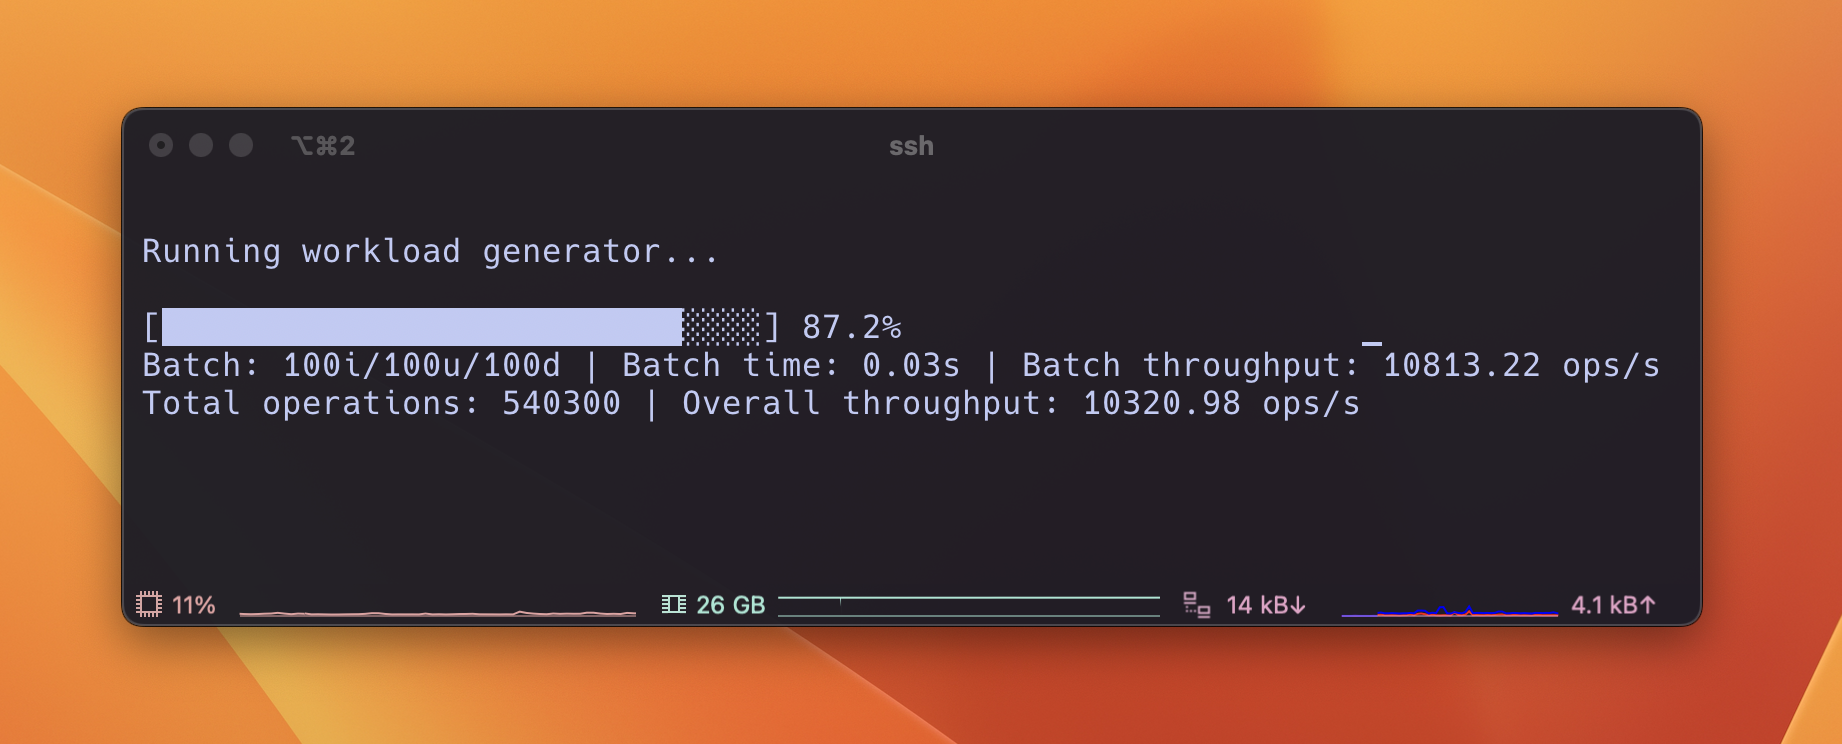 ⌥⌘2 ssh
Running workload generator...
[██████████████████████████░░░░] 87.2%
Batch: 100i/100u/100d | Batch time: 0.03s | Batch throughput: 10813.22 ops/s
Total operations: 540300 | Overall throughput: 10320.98 ops/s
11% 26 GB 14 kB↓ 4.1 kB↑